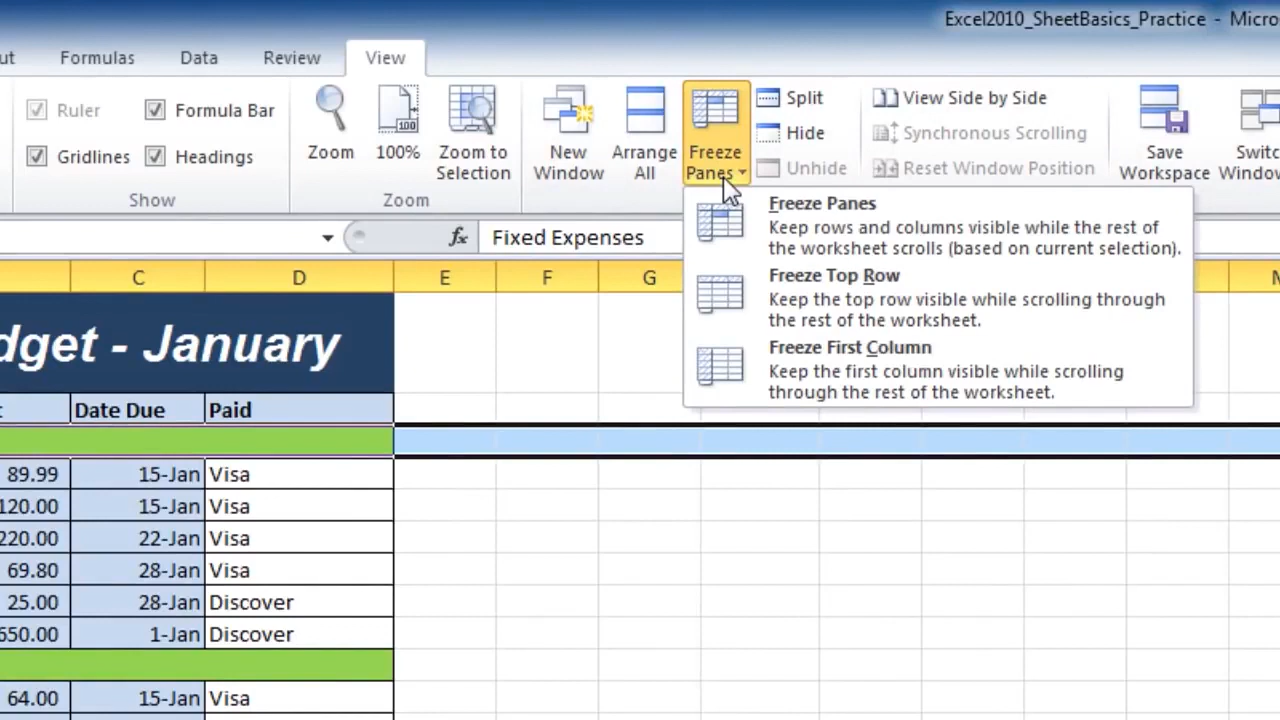 Excel2010_SheetBasics_Practice - Micro
ut Formulas Data Review View
Ruler Formula Bar
Gridlines Headings
Show
Zoom 100% Zoom to Selection
Zoom
100
New Window Arrange All Freeze Panes
Split
Hide
Unhide
View Side by Side
Synchronous Scrolling
Reset Window Position
Save Workspace
Switc
Window
Freeze Panes
Keep rows and columns visible while the rest of
the worksheet scrolls (based on current selection).
Freeze Top Row
Keep the top row visible while scrolling through
the rest of the worksheet.
Freeze First Column
Keep the first column visible while scrolling
through the rest of the worksheet.
fx Fixed Expenses
C D E F G M
dget - January
t Date Due Paid
89.99 15-Jan Visa
120.00 15-Jan Visa
220.00 22-Jan Visa
69.80 28-Jan Visa
25.00 28-Jan Discover
650.00 1-Jan Discover
64.00 15-Jan Visa